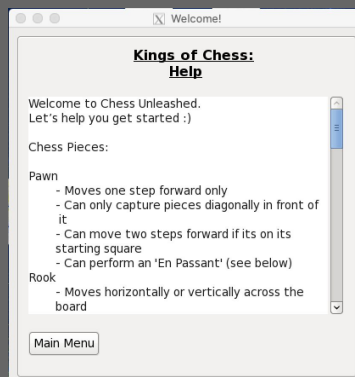 Welcome!
Kings of Chess:
Help
Welcome to Chess Unleashed.
Let's help you get started :)
Chess Pieces:
Pawn
- Moves one step forward only
- Can only capture pieces diagonally in front of
it
- Can move two steps forward if its on its
starting square
- Can perform an 'En Passant' (see below)
Rook
- Moves horizontally or vertically across the
board
Main Menu